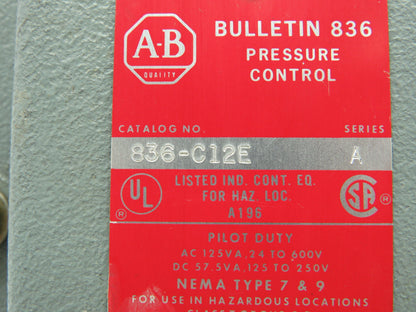 A-B
QUALITY
BULLETIN 836
PRESSURE
CONTROL
CATALOG NO. SERIES
836-C12E A
UL LISTED IND. CONT. EQ. SA
FOR HAZ. LOC.
® A196 ®
PILOT DUTY
AC 125VA, 24 TO 600V
DC 57.5VA, 125 TO 250V
NEMA TYPE 7 & 9
FOR USE IN HAZARDOUS LOCATIONS